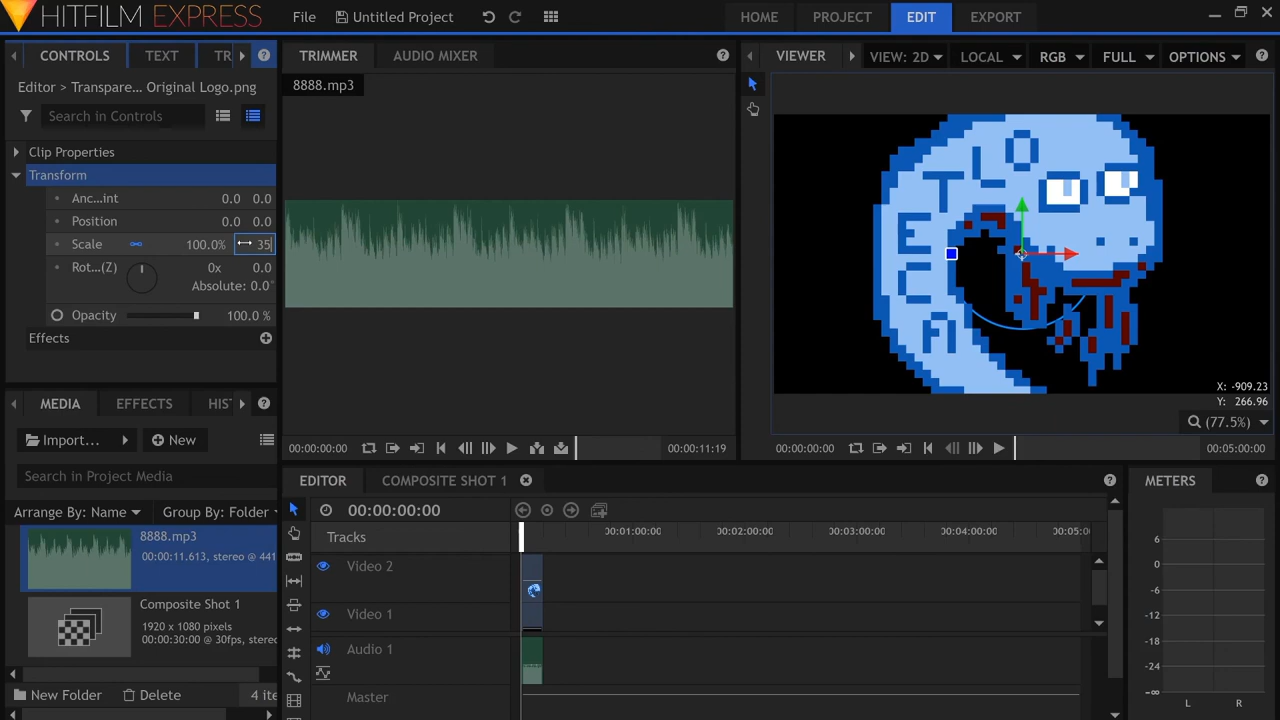 HITFILM EXPRESS
File
Untitled Project
HOME
PROJECT
EDIT
EXPORT
CONTROLS
TEXT
TR
TRIMMER
AUDIO MIXER
VIEWER
VIEW: 2D
LOCAL
RGB
FULL
OPTIONS
Editor > Transpare... Original Logo.png
8888.mp3
Search in Controls
Clip Properties
Transform
Anc...int 0.0 0.0
Position 0.0 0.0
Scale 100.0% 35
Rot...(Z) 0x 0.0
Absolute: 0.0°
Opacity 100.0 %
Effects
ACETLO
X: -909.23
Y: 266.96
(77.5%)
MEDIA
EFFECTS
HIS
00:00:00:00
00:00:11:19
00:00:00:00
00:05:00:00
Import...
New
Search in Project Media
Arrange By: Name
Group By: Folder
8888.mp3
00:00:11.613, stereo @ 441
Composite Shot 1
1920 x 1080 pixels
00:00:30:00 @ 30fps, stereo
New Folder
Delete
4 ite
EDITOR
COMPOSITE SHOT 1
METERS
00:00:00:00
Tracks
00:01:00:00
00:02:00:00
00:03:00:00
00:04:00:00
00:05:0
Video 2
Video 1
Audio 1
Master
6
0
-6
-12
-18
-24
-∞
L
R